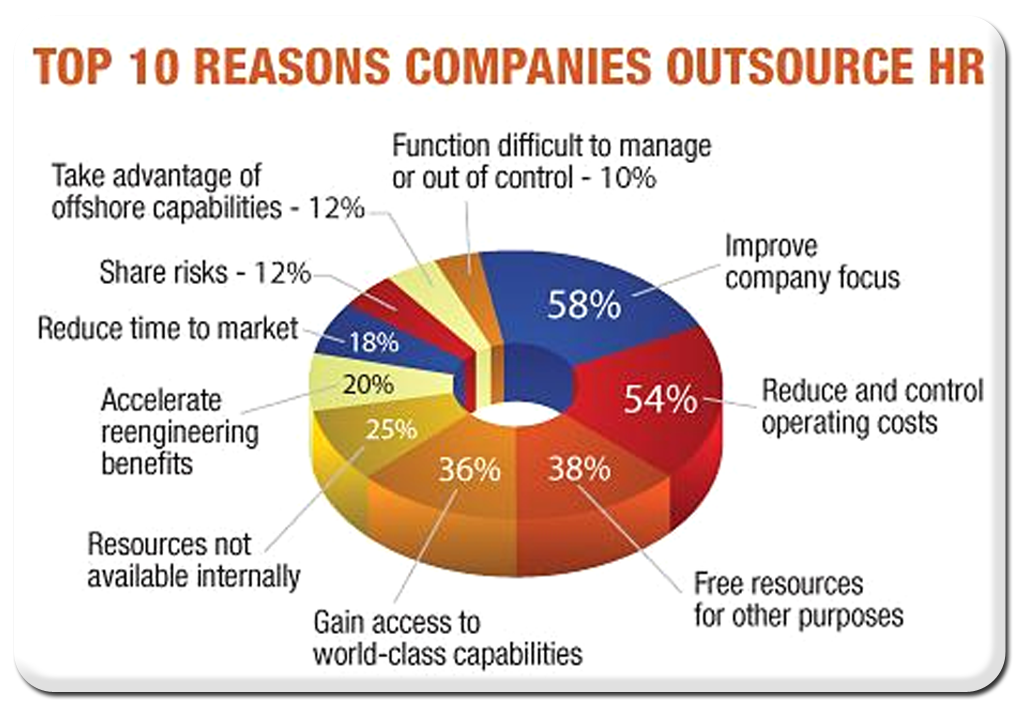 TOP 10 REASONS COMPANIES OUTSOURCE HR
Function difficult to manage
or out of control - 10%
Take advantage of
offshore capabilities - 12%
Share risks - 12%
Reduce time to market
18%
Accelerate
reengineering
benefits
20%
Resources not
available internally
25%
Gain access to
world-class capabilities
36%
Free resources
for other purposes
38%
Reduce and control
operating costs
54%
Improve
company focus
58%